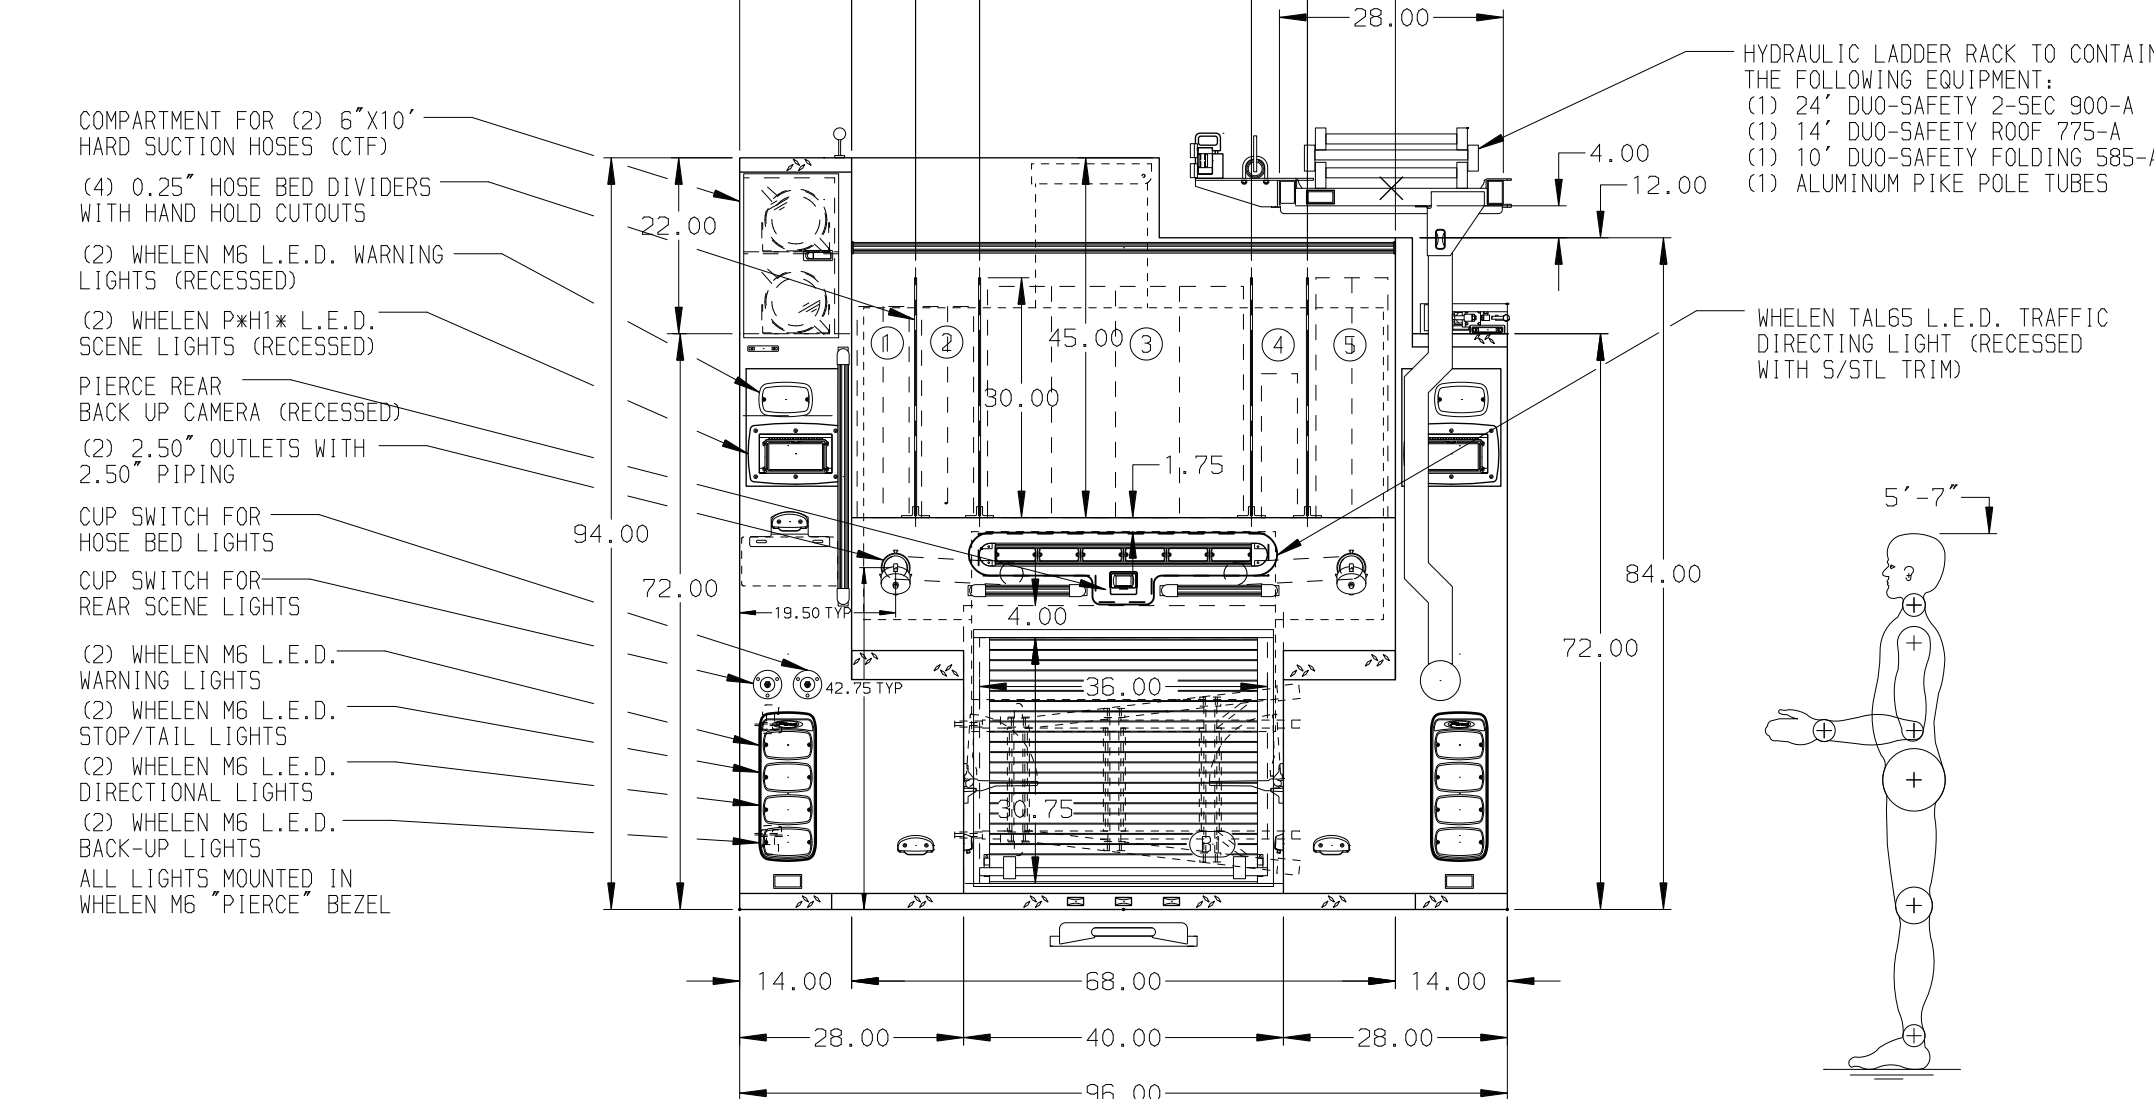 28.00
HYDRAULIC LADDER RACK TO CONTAIN
THE FOLLOWING EQUIPMENT:
(1) 24' DUO-SAFETY 2-SEC 900-A
(1) 14' DUO-SAFETY ROOF 775-A
(1) 10' DUO-SAFETY FOLDING 585-A
(1) ALUMINUM PIKE POLE TUBES
COMPARTMENT FOR (2) 6"X10'
HARD SUCTION HOSES (CTF)
(4) 0.25" HOSE BED DIVIDERS
WITH HAND HOLD CUTOUTS
(2) WHELEN M6 L.E.D. WARNING
LIGHTS (RECESSED)
(2) WHELEN P*H1* L.E.D.
SCENE LIGHTS (RECESSED)
PIERCE REAR
BACK UP CAMERA (RECESSED)
(2) 2.50" OUTLETS WITH
2.50" PIPING
CUP SWITCH FOR
HOSE BED LIGHTS
CUP SWITCH FOR
REAR SCENE LIGHTS
(2) WHELEN M6 L.E.D.
WARNING LIGHTS
(2) WHELEN M6 L.E.D.
STOP/TAIL LIGHTS
(2) WHELEN M6 L.E.D.
DIRECTIONAL LIGHTS
(2) WHELEN M6 L.E.D.
BACK-UP LIGHTS
ALL LIGHTS MOUNTED IN
WHELEN M6 "PIERCE" BEZEL
4.00
12.00
22.00
1
2
45.00
3
4
5
30.00
1.75
94.00
72.00
19.50 TYP
4.00
42.75 TYP
36.00
30.75
B1
WHELEN TAL65 L.E.D. TRAFFIC
DIRECTING LIGHT (RECESSED
WITH S/STL TRIM)
5'-7"
84.00
72.00
14.00
68.00
14.00
28.00
40.00
28.00
96.00